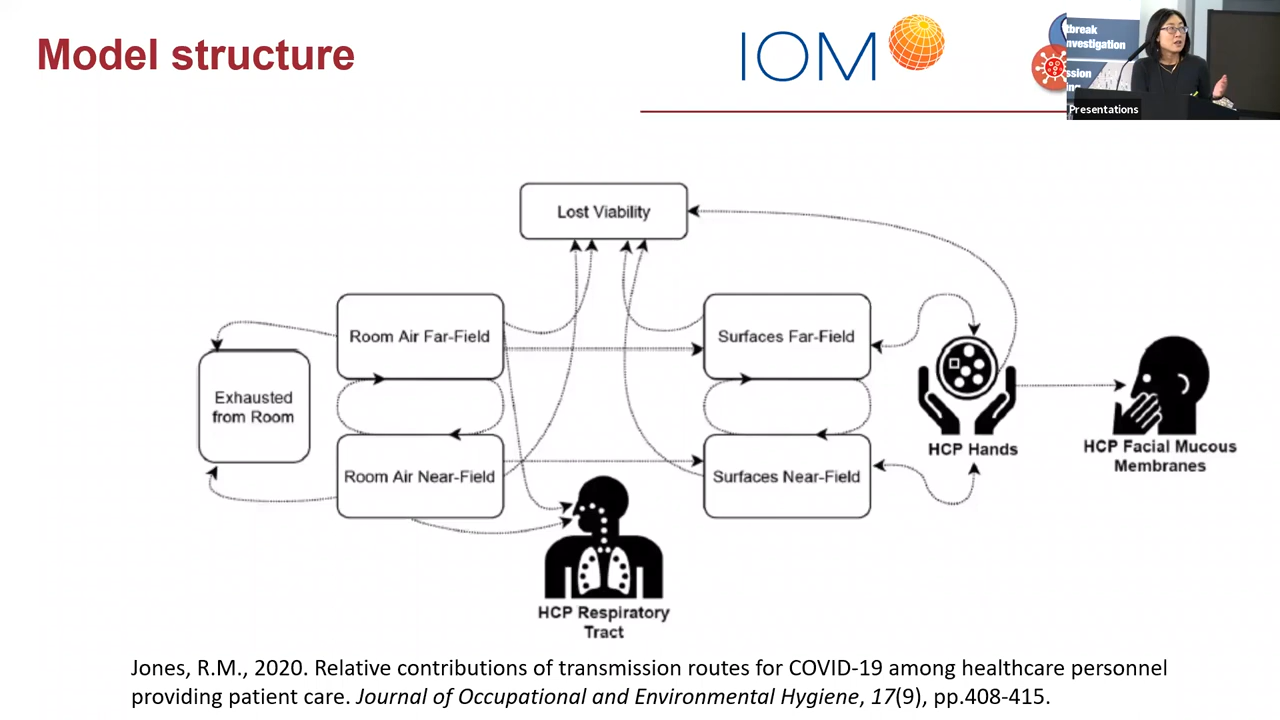 Model structure
IOM
tbreak
nvestigation
ssion
Presentations
Lost Viability
Room Air Far-Field
Surfaces Far-Field
Exhausted
from Room
HCP Hands
HCP Facial Mucous
Membranes
Room Air Near-Field
Surfaces Near-Field
HCP Respiratory
Tract
Jones, R.M., 2020. Relative contributions of transmission routes for COVID-19 among healthcare personnel
providing patient care. Journal of Occupational and Environmental Hygiene, 17(9), pp.408-415.